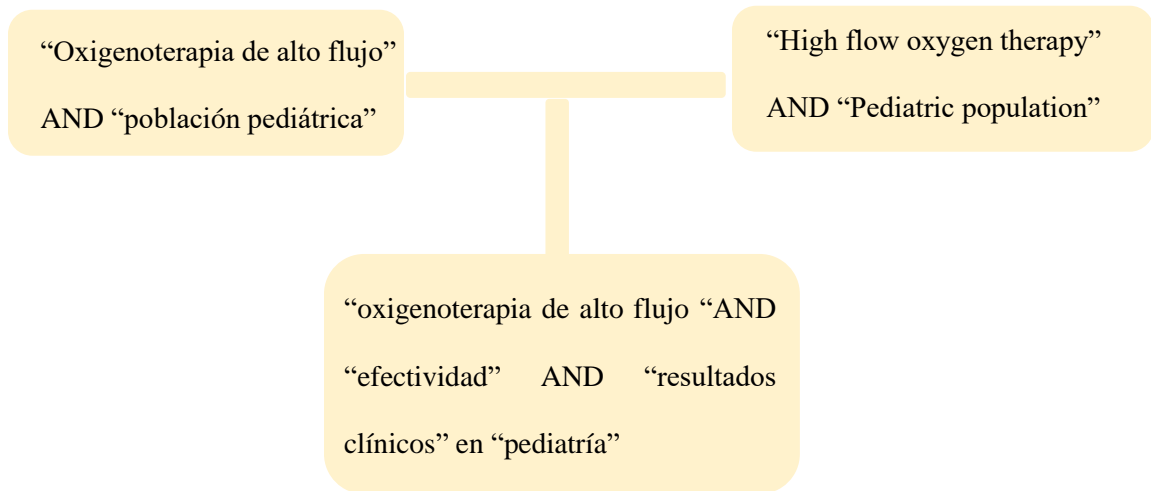 “Oxigenoterapia de alto flujo”
AND “población pediátrica”
“High flow oxygen therapy”
AND “Pediatric population”
“oxigenoterapia de alto flujo “AND
“efectividad” AND “resultados
clínicos” en “pediatría”